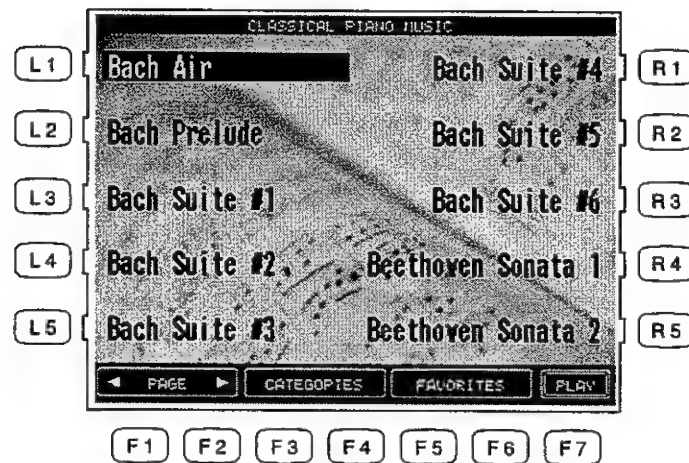 CLASSICAL PIANO MUSIC
L1 Bach Air Bach Suite #4 R1
L2 Bach Prelude Bach Suite #5 R2
L3 Bach Suite #1 Bach Suite #6 R3
L4 Bach Suite #2 Beethoven Sonata 1 R4
L5 Bach Suite #3 Beethoven Sonata 2 R5
◄ PAGE ► CATEGORIES FAVORITES PLAY
F1 F2 F3 F4 F5 F6 F7